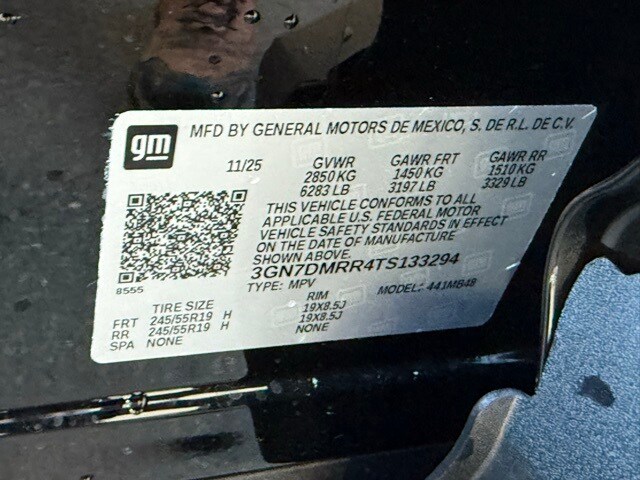 gm
MFD BY GENERAL MOTORS DE MEXICO, S. DE R.L. DE C.V.
11/25 GVWR GAWR FRT GAWR RR
2850 KG 1450 KG 1510 KG
6283 LB 3197 LB 3329 LB
THIS VEHICLE CONFORMS TO ALL
APPLICABLE U.S. FEDERAL MOTOR
VEHICLE SAFETY STANDARDS IN EFFECT
ON THE DATE OF MANUFACTURE
SHOWN ABOVE.
3GN7DMRR4TS133294
8555
TYPE: MPV MODEL: 441MB48
TIRE SIZE RIM
FRT 245/55R19 H 19X8.5J
RR 245/55R19 H 19X8.5J
SPA NONE NONE